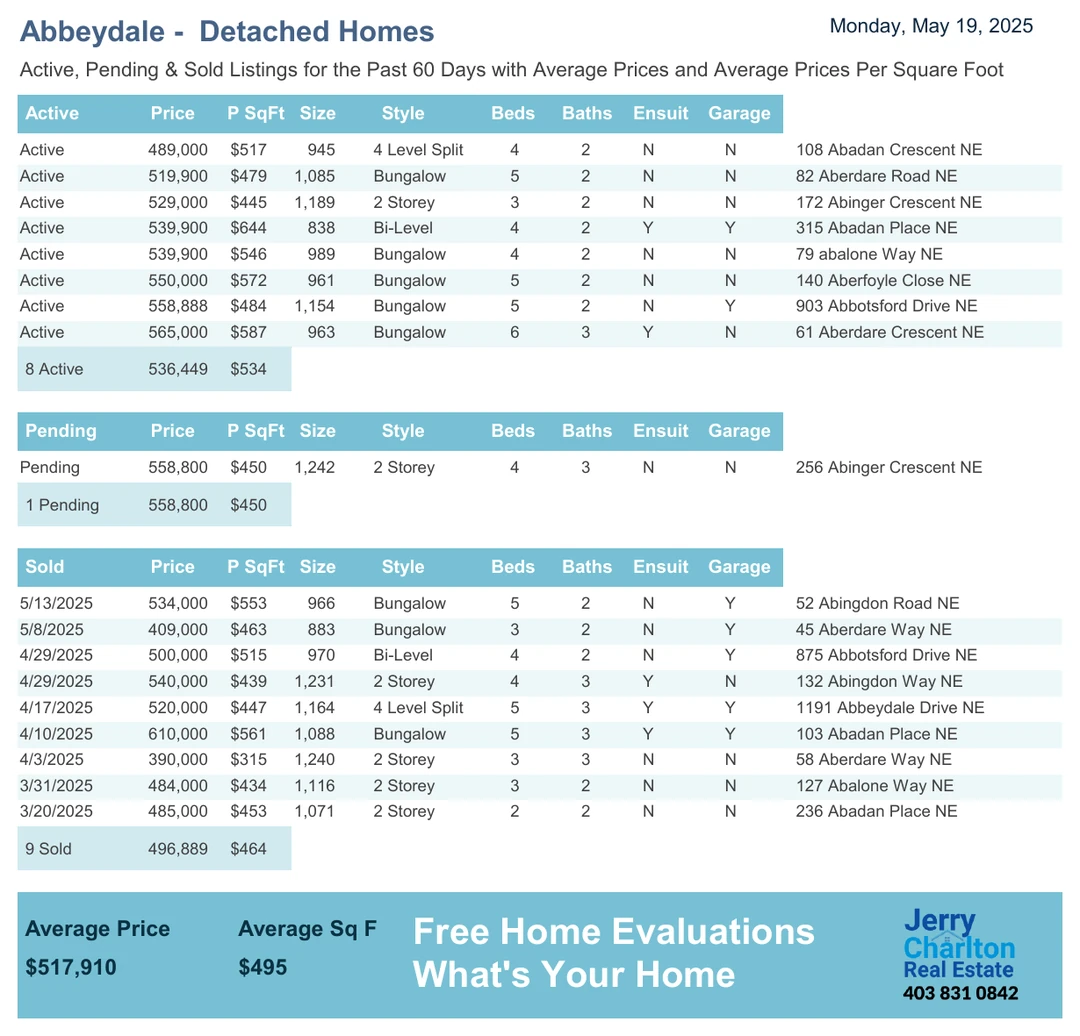 Abbeydale - Detached Homes
Monday, May 19, 2025
Active, Pending & Sold Listings for the Past 60 Days with Average Prices and Average Prices Per Square Foot
Active Price P SqFt Size Style Beds Baths Ensuit Garage
Active 489,000 $517 945 4 Level Split 4 2 N N 108 Abadan Crescent NE
Active 519,900 $479 1,085 Bungalow 5 2 N N 82 Aberdare Road NE
Active 529,000 $445 1,189 2 Storey 3 2 N N 172 Abinger Crescent NE
Active 539,900 $644 838 Bi-Level 4 2 Y Y 315 Abadan Place NE
Active 539,900 $546 989 Bungalow 4 2 N N 79 abalone Way NE
Active 550,000 $572 961 Bungalow 5 2 N N 140 Aberfoyle Close NE
Active 558,888 $484 1,154 Bungalow 5 2 N Y 903 Abbotsford Drive NE
Active 565,000 $587 963 Bungalow 6 3 Y N 61 Aberdare Crescent NE
8 Active 536,449 $534
Pending Price P SqFt Size Style Beds Baths Ensuit Garage
Pending 558,800 $450 1,242 2 Storey 4 3 N N 256 Abinger Crescent NE
1 Pending 558,800 $450
Sold Price P SqFt Size Style Beds Baths Ensuit Garage
5/13/2025 534,000 $553 966 Bungalow 5 2 N Y 52 Abingdon Road NE
5/8/2025 409,000 $463 883 Bungalow 3 2 N Y 45 Aberdare Way NE
4/29/2025 500,000 $515 970 Bi-Level 4 2 N Y 875 Abbotsford Drive NE
4/29/2025 540,000 $439 1,231 2 Storey 4 3 Y N 132 Abingdon Way NE
4/17/2025 520,000 $447 1,164 4 Level Split 5 3 Y Y 1191 Abbeydale Drive NE
4/10/2025 610,000 $561 1,088 Bungalow 5 3 Y Y 103 Abadan Place NE
4/3/2025 390,000 $315 1,240 2 Storey 3 3 N N 58 Aberdare Way NE
3/31/2025 484,000 $434 1,116 2 Storey 3 2 N N 127 Abalone Way NE
3/20/2025 485,000 $453 1,071 2 Storey 2 2 N N 236 Abadan Place NE
9 Sold 496,889 $464
Average Price Average Sq F
$517,910 $495
Free Home Evaluations
What's Your Home
Jerry
Charlton
Real Estate
403 831 0842